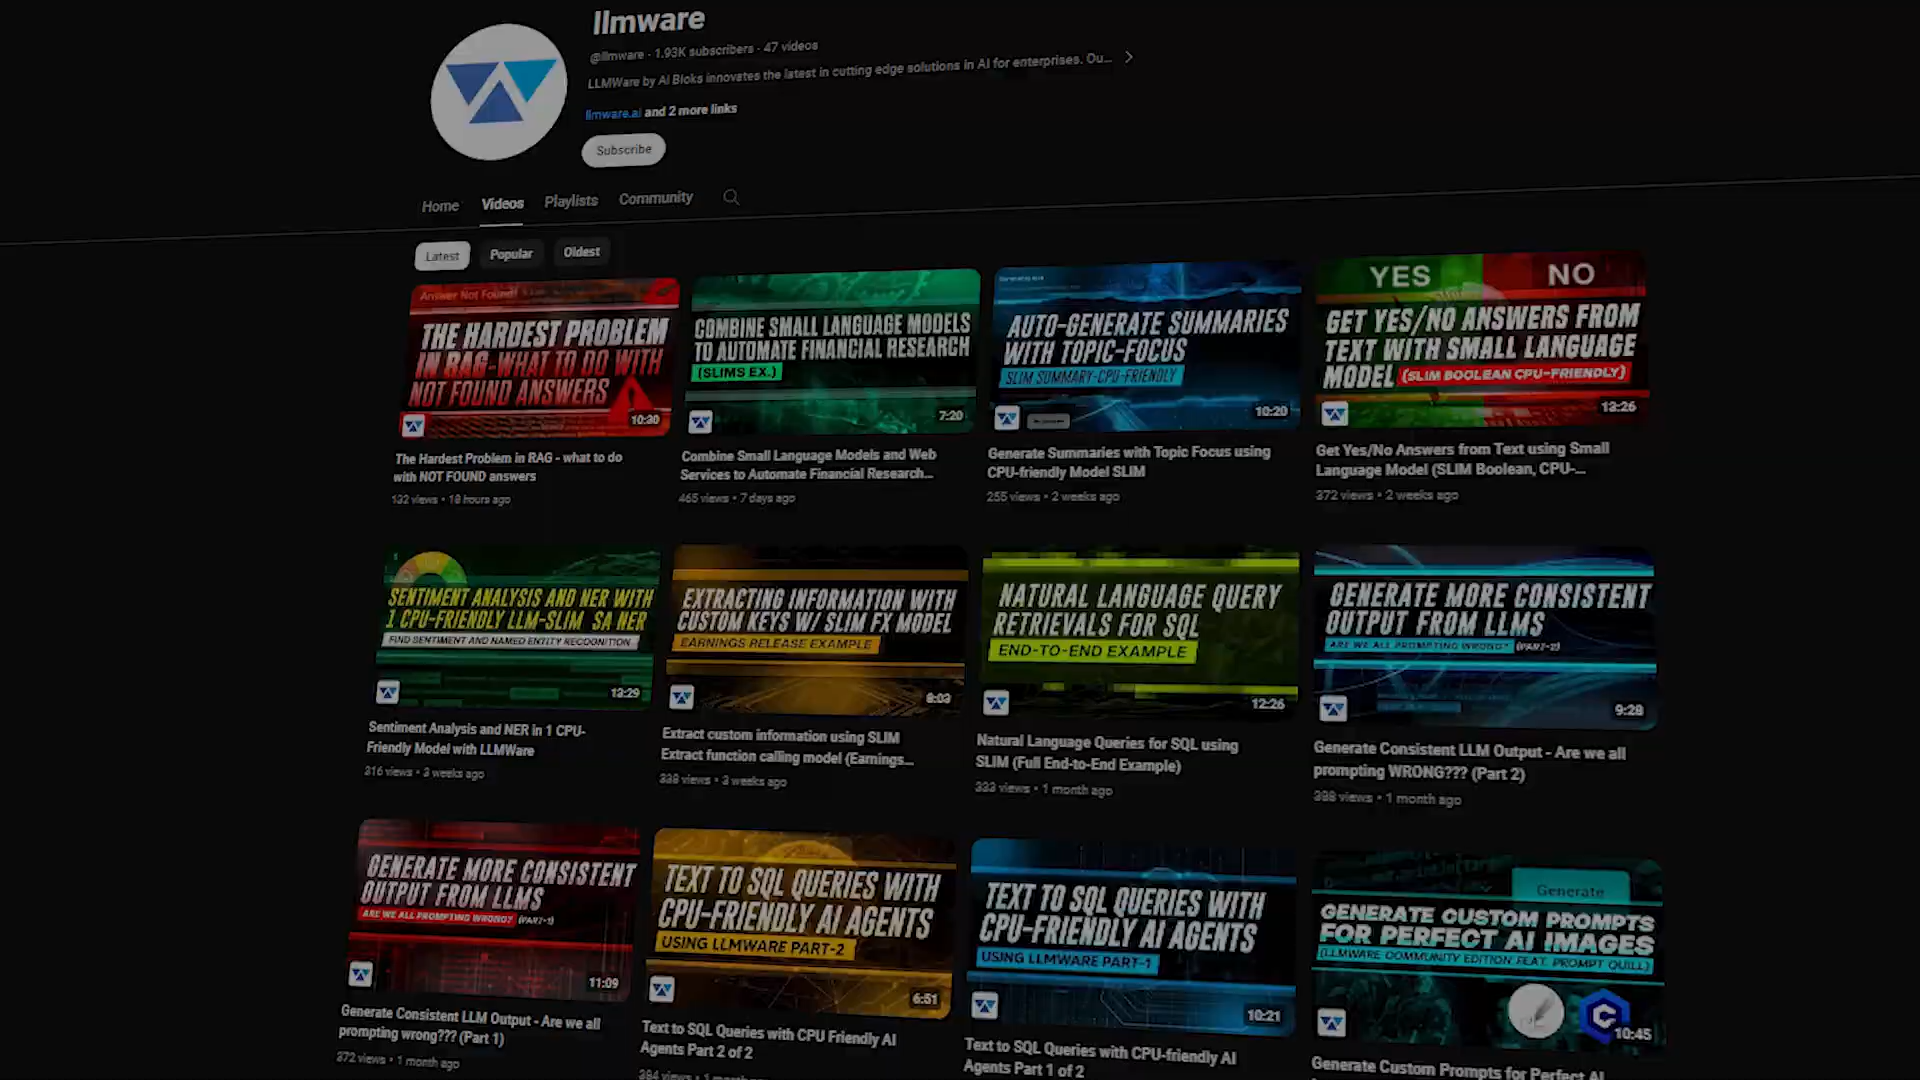 llmware
@llmware · 1.93K subscribers · 47 videos
LLMWare by AI Bloks innovates the latest in cutting edge solutions in AI for enterprises. Ou...
llmware.ai and 2 more links
Subscribe
Home Videos Playlists Community
Latest Popular Oldest
Answer Not Found!
THE HARDEST PROBLEM
IN RAG-WHAT TO DO WITH
NOT FOUND ANSWERS
10:30
The Hardest Problem in RAG - what to do
with NOT FOUND answers
132 views • 18 hours ago
COMBINE SMALL LANGUAGE MODELS
TO AUTOMATE FINANCIAL RESEARCH
(SLIMS EX.)
7:20
Combine Small Language Models and Web
Services to Automate Financial Research...
465 views • 7 days ago
AUTO-GENERATE SUMMARIES
WITH TOPIC-FOCUS
SLIM SUMMARY-CPU-FRIENDLY
10:20
Generate Summaries with Topic Focus using
CPU-friendly Model SLIM
255 views • 2 weeks ago
YES NO
GET YES/NO ANSWERS FROM
TEXT WITH SMALL LANGUAGE
MODEL (SLIM BOOLEAN CPU-FRIENDLY)
13:26
Get Yes/No Answers from Text using Small
Language Model (SLIM Boolean, CPU-...
372 views • 2 weeks ago
SENTIMENT ANALYSIS AND NER WITH
1 CPU-FRIENDLY LLM-SLIM SA NER
FIND SENTIMENT AND NAMED ENTITY RECOGNITION
13:29
Sentiment Analysis and NER in 1 CPU-
Friendly Model with LLMWare
316 views • 3 weeks ago
EXTRACTING INFORMATION WITH
CUSTOM KEYS W/ SLIM FX MODEL
EARNINGS RELEASE EXAMPLE
8:03
Extract custom information using SLIM
Extract function calling model (Earnings...
338 views • 3 weeks ago
NATURAL LANGUAGE QUERY
RETRIEVALS FOR SQL
END-TO-END EXAMPLE
12:26
Natural Language Queries for SQL using
SLIM (Full End-to-End Example)
333 views • 1 month ago
GENERATE MORE CONSISTENT
OUTPUT FROM LLMS
ARE WE ALL PROMPTING WRONG? (PART-2)
9:28
Generate Consistent LLM Output - Are we all
prompting WRONG??? (Part 2)
398 views • 1 month ago
GENERATE MORE CONSISTENT
OUTPUT FROM LLMS
ARE WE ALL PROMPTING WRONG? (PART-1)
11:09
Generate Consistent LLM Output - Are we all
prompting wrong??? (Part 1)
372 views • 1 month ago
TEXT TO SQL QUERIES WITH
CPU-FRIENDLY AI AGENTS
USING LLMWARE PART-2
6:51
Text to SQL Queries with CPU Friendly AI
Agents Part 2 of 2
384 views • 1 month ago
TEXT TO SQL QUERIES WITH
CPU-FRIENDLY AI AGENTS
USING LLMWARE PART-1
10:21
Text to SQL Queries with CPU-friendly AI
Agents Part 1 of 2
Generate
GENERATE CUSTOM PROMPTS
FOR PERFECT AI IMAGES
(LLMWARE COMMUNITY EDITION FEAT. PROMPT QUILL)
10:45
Generate Custom Prompts for Perfect AI